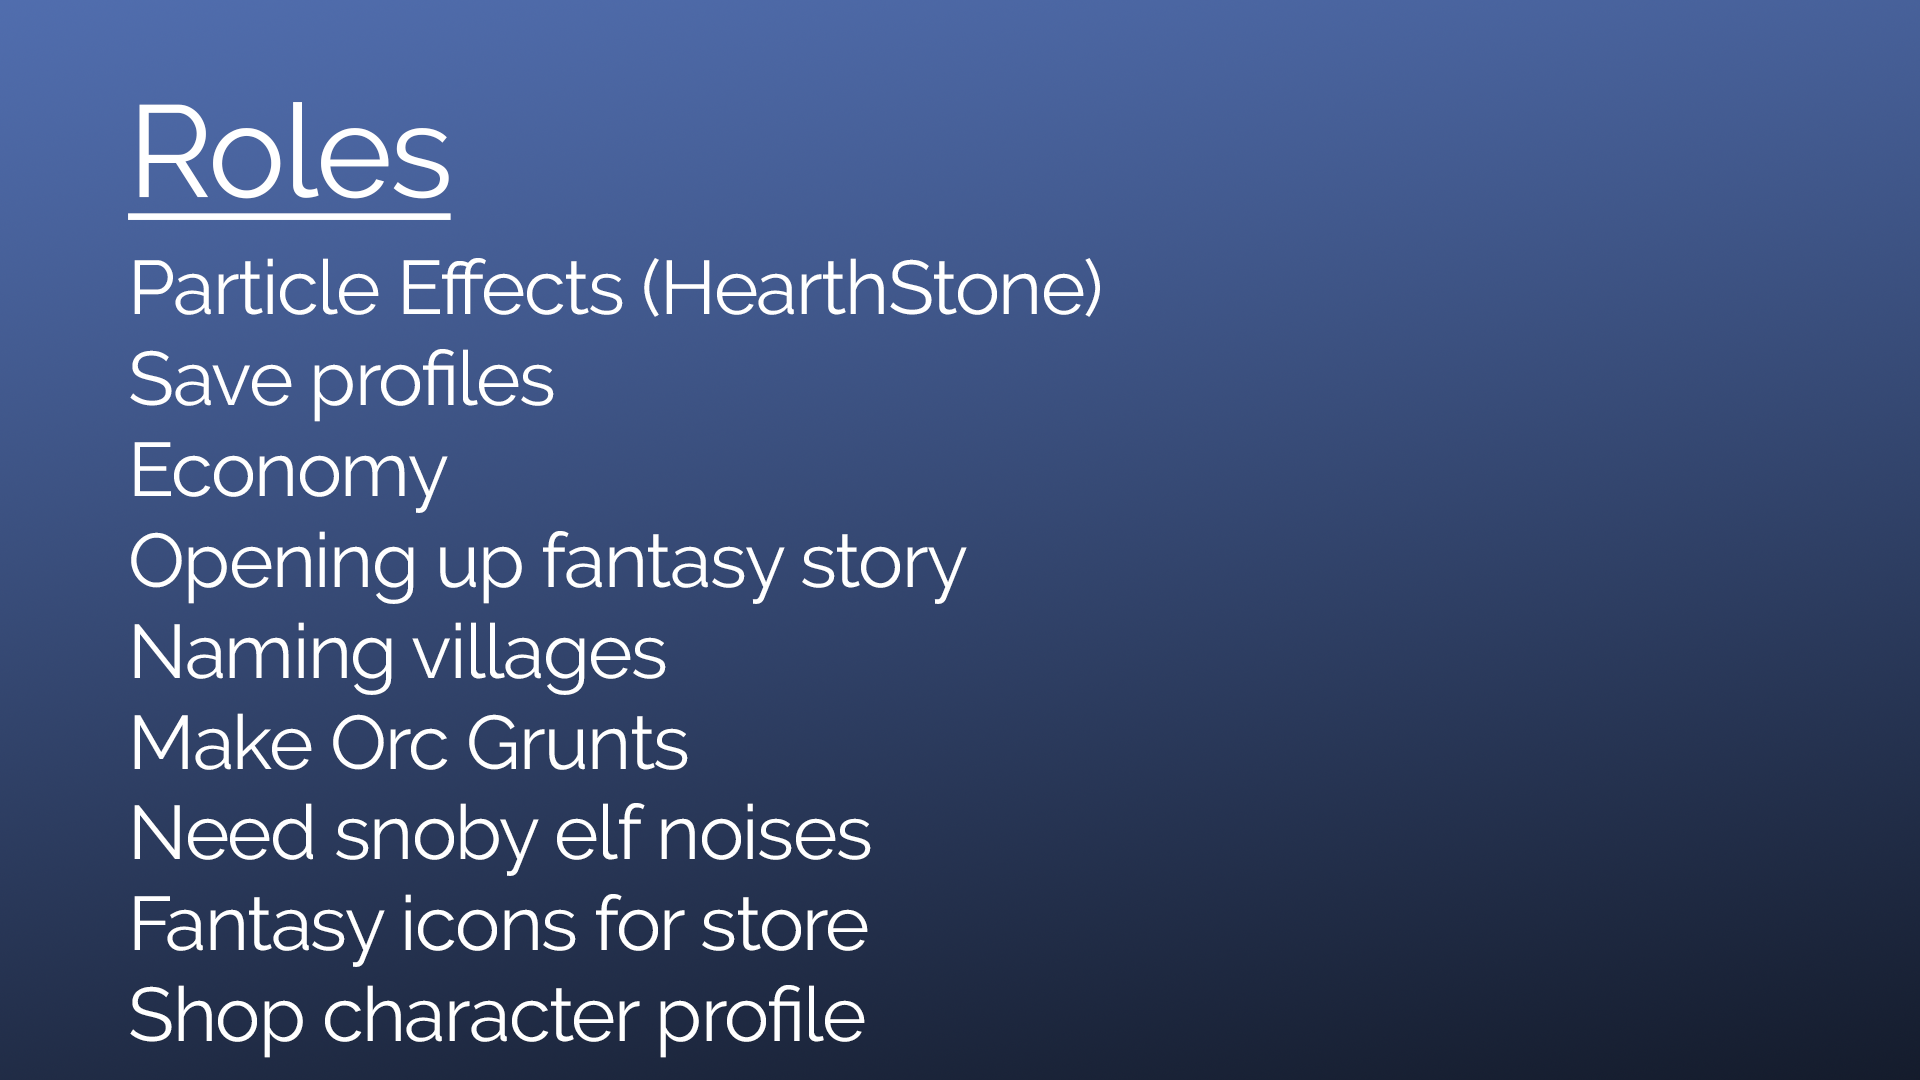 Roles
Particle Effects (HearthStone)
Save profiles
Economy
Opening up fantasy story
Naming villages
Make Orc Grunts
Need snoby elf noises
Fantasy icons for store
Shop character profile